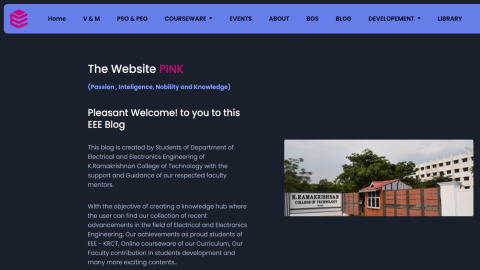 Home V & M PSO & PEO COURSEWARE EVENTS ABOUT BOS BLOG DEVELOPEMENT LIBRARY
The Website PINK
(Passion , Inteligence, Nobility and Knowledge)
Pleasant Welcome! to you to this
EEE Blog
This blog is created by Students of Department of
Electrical and Electronics Engineering of
K.Ramakrishnan College of Technology with the
support and Guidance of our respected faculty
mentors.
With the objective of creating a knowledge hub where
the user can find our collection of recent
advancements in the field of Electrical and Electronics
Engineering, Our achievements as proud students of
EEE - KRCT, Online courseware of our Curriculum, Our
Faculty contribution in students development and
many more exciting contents..
K.RAMAKRISHNAN
COLLEGE OF TECHNOLOGY